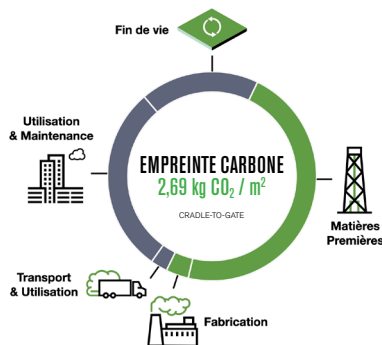 Fin de vie
Utilisation
& Maintenance
EMPREINTE CARBONE
2,69 kg CO₂ / m²
CRADLE-TO-GATE
Matières
Premières
Transport
& Utilisation
Fabrication